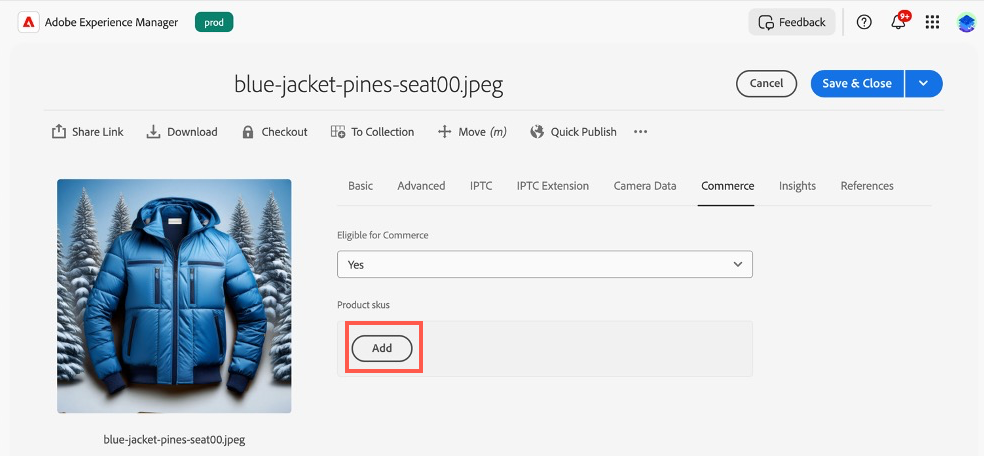 Adobe Experience Manager prod Feedback 9+
blue-jacket-pines-seat00.jpeg Cancel Save & Close
Share Link Download Checkout To Collection Move (m) Quick Publish
Basic Advanced IPTC IPTC Extension Camera Data Commerce Insights References
Eligible for Commerce
Yes
Product skus
Add
blue-jacket-pines-seat00.jpeg